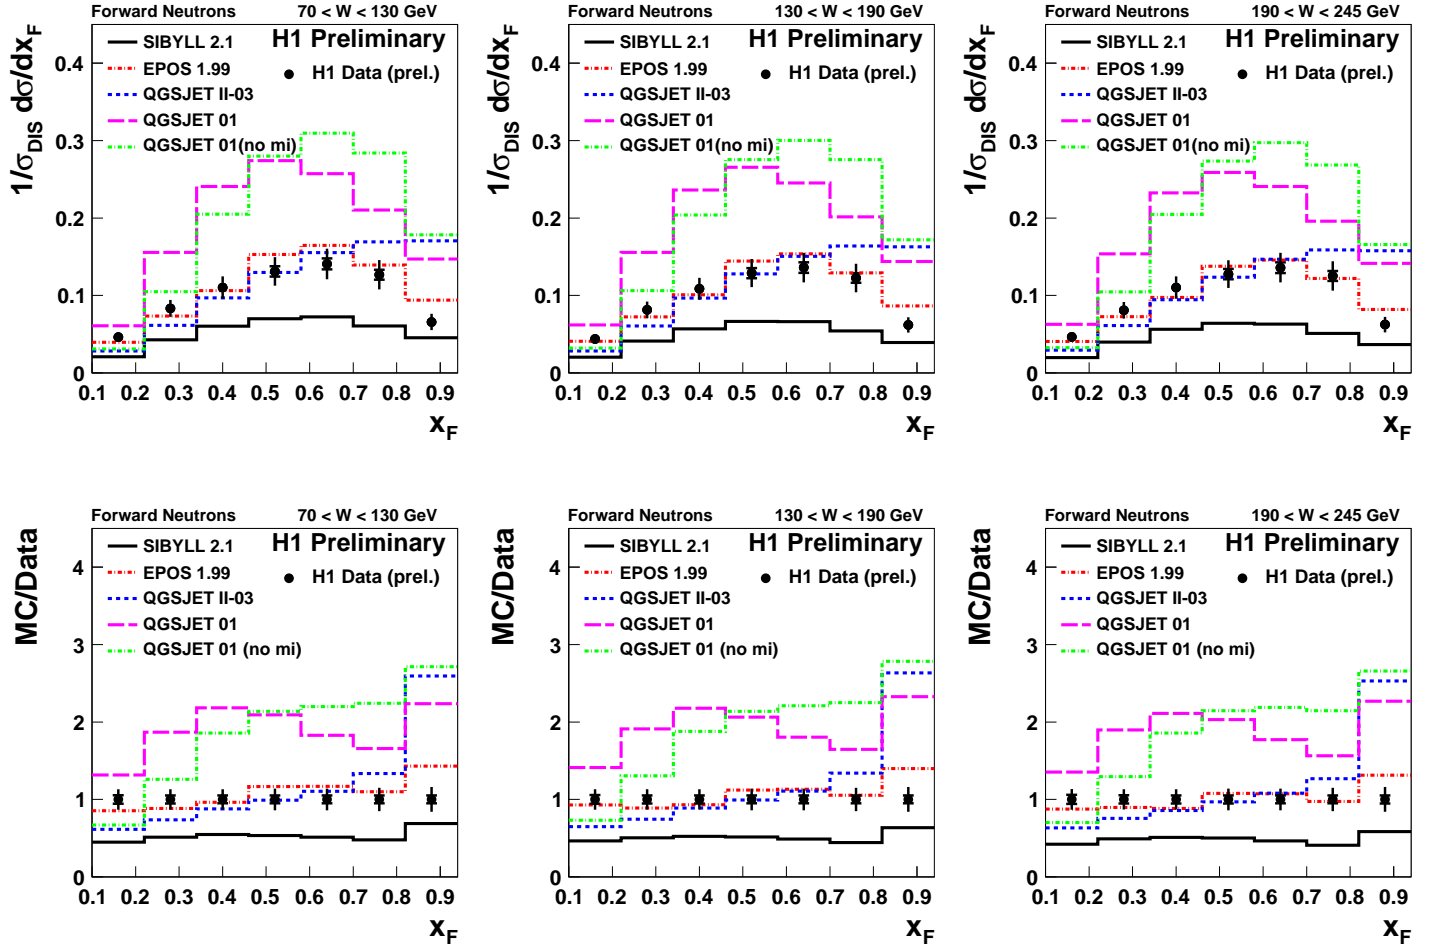 Forward Neutrons 70 < W < 130 GeV
H1 Preliminary
SIBYLL 2.1
EPOS 1.99
QGSJET II-03
QGSJET 01
QGSJET 01(no mi)
H1 Data (prel.)
1/σDIS dσ/dxF
0.4
0.3
0.2
0.1
0
0.1 0.2 0.3 0.4 0.5 0.6 0.7 0.8 0.9
xF
Forward Neutrons 130 < W < 190 GeV
H1 Preliminary
SIBYLL 2.1
EPOS 1.99
QGSJET II-03
QGSJET 01
QGSJET 01(no mi)
H1 Data (prel.)
1/σDIS dσ/dxF
0.4
0.3
0.2
0.1
0
0.1 0.2 0.3 0.4 0.5 0.6 0.7 0.8 0.9
xF
Forward Neutrons 190 < W < 245 GeV
H1 Preliminary
SIBYLL 2.1
EPOS 1.99
QGSJET II-03
QGSJET 01
QGSJET 01(no mi)
H1 Data (prel.)
1/σDIS dσ/dxF
0.4
0.3
0.2
0.1
0
0.1 0.2 0.3 0.4 0.5 0.6 0.7 0.8 0.9
xF
Forward Neutrons 70 < W < 130 GeV
H1 Preliminary
SIBYLL 2.1
EPOS 1.99
QGSJET II-03
QGSJET 01
QGSJET 01 (no mi)
H1 Data (prel.)
MC/Data
4
3
2
1
0
0.1 0.2 0.3 0.4 0.5 0.6 0.7 0.8 0.9
xF
Forward Neutrons 130 < W < 190 GeV
H1 Preliminary
SIBYLL 2.1
EPOS 1.99
QGSJET II-03
QGSJET 01
QGSJET 01 (no mi)
H1 Data (prel.)
MC/Data
4
3
2
1
0
0.1 0.2 0.3 0.4 0.5 0.6 0.7 0.8 0.9
xF
Forward Neutrons 190 < W < 245 GeV
H1 Preliminary
SIBYLL 2.1
EPOS 1.99
QGSJET II-03
QGSJET 01
QGSJET 01 (no mi)
H1 Data (prel.)
MC/Data
4
3
2
1
0
0.1 0.2 0.3 0.4 0.5 0.6 0.7 0.8 0.9
xF